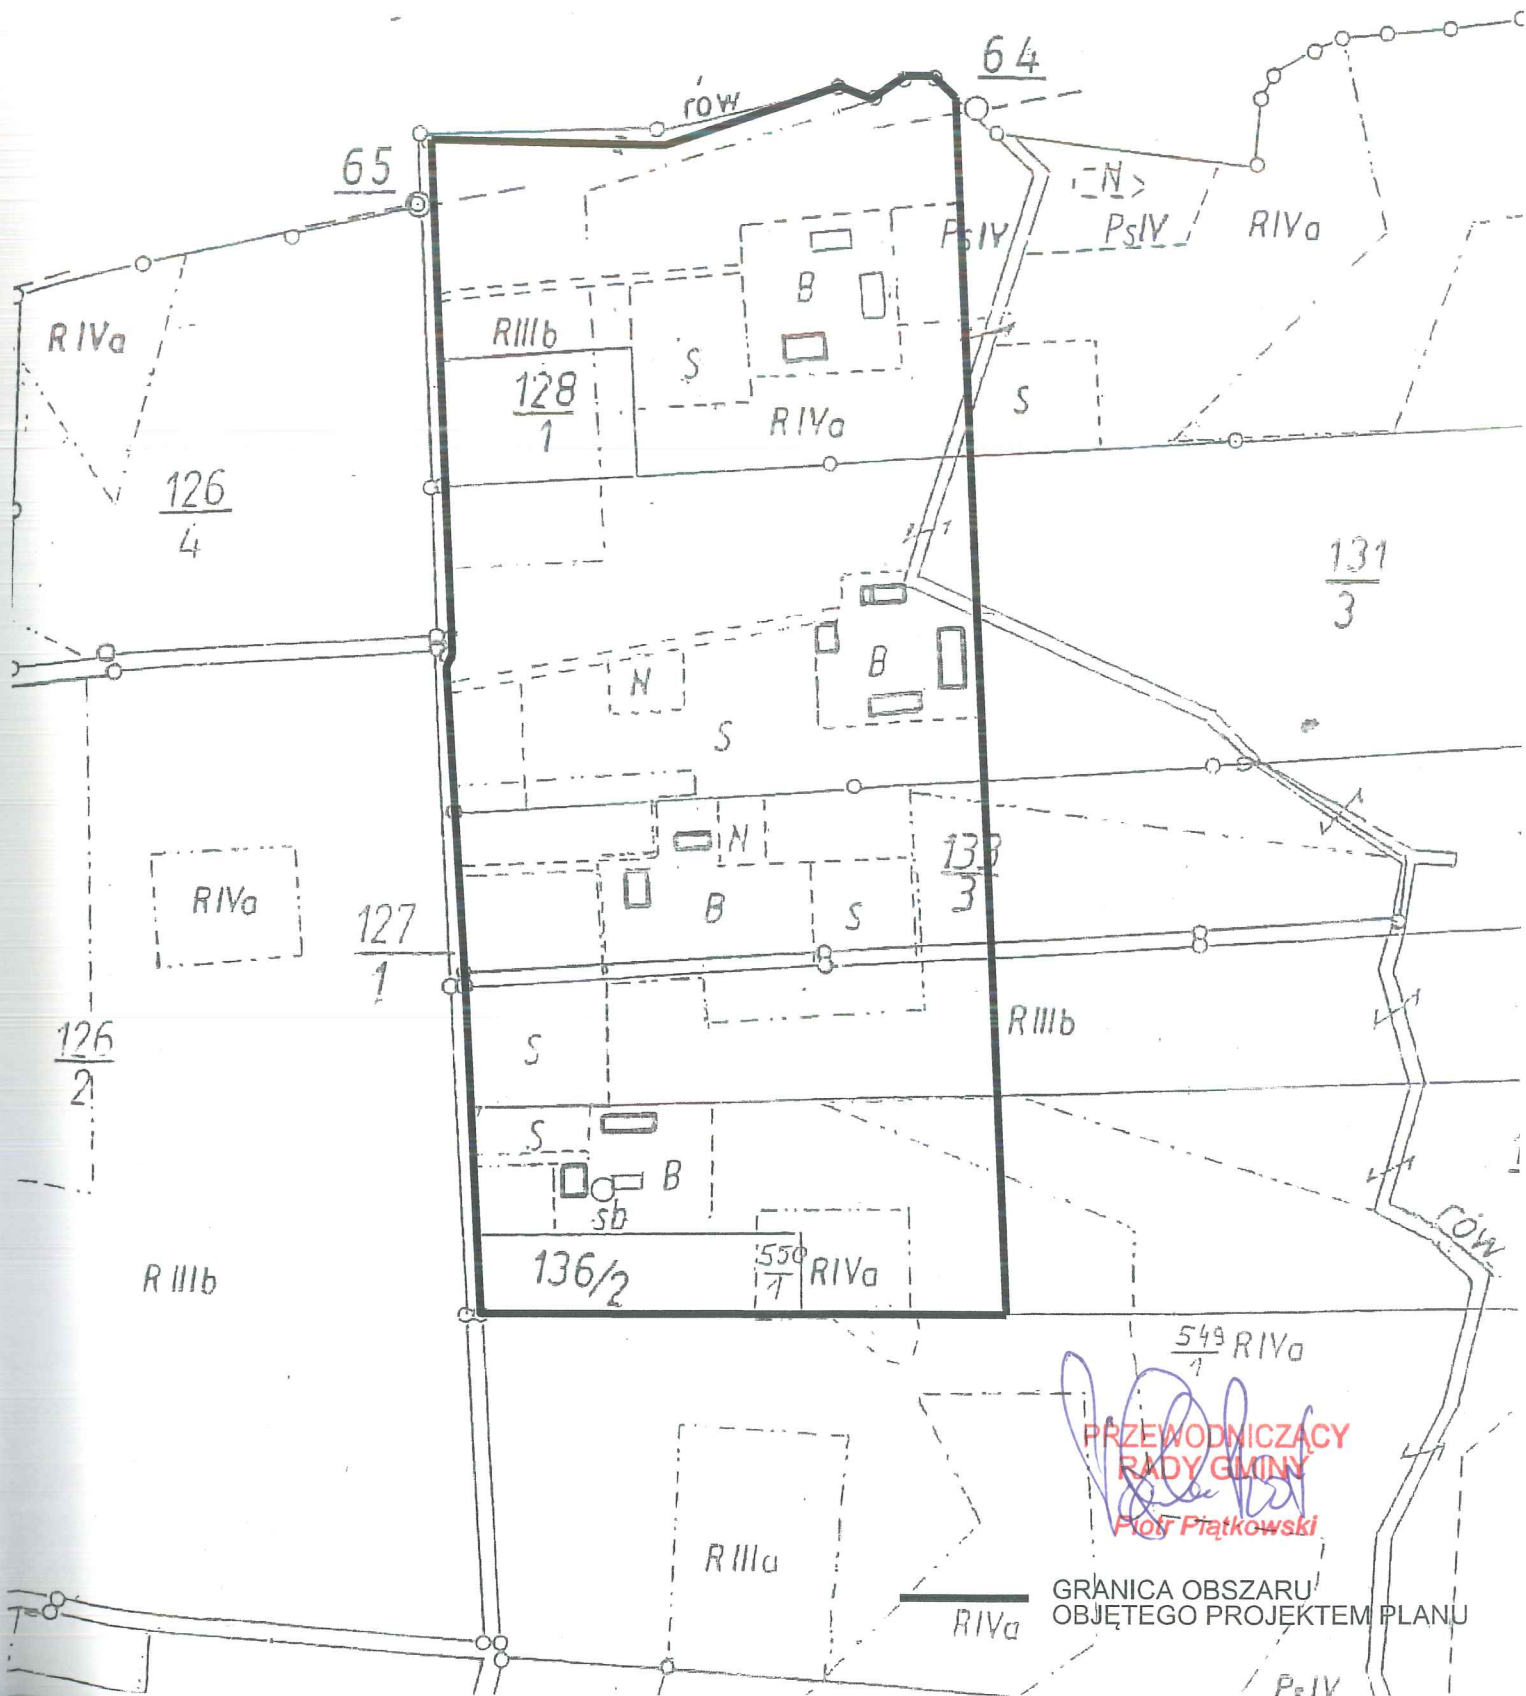 64
rów
65
N
PsIV
PsIV
RIVa
B
RIVa
RIIIb
S
128
1
S
RIVa
126
4
131
3
N
B
S
N
133
3
RIVa
B
S
127
1
126
2
S
RIIIb
S
B
sb
rów
550
1
RIVa
136/2
RIIIb
549
1
RIVa
PRZEWODNICZĄCY
RADY GMINY
Piotr Piątkowski
RIIIa
GRANICA OBSZARU
OBJĘTEGO PROJEKTEM PLANU
RIVa
PsIV